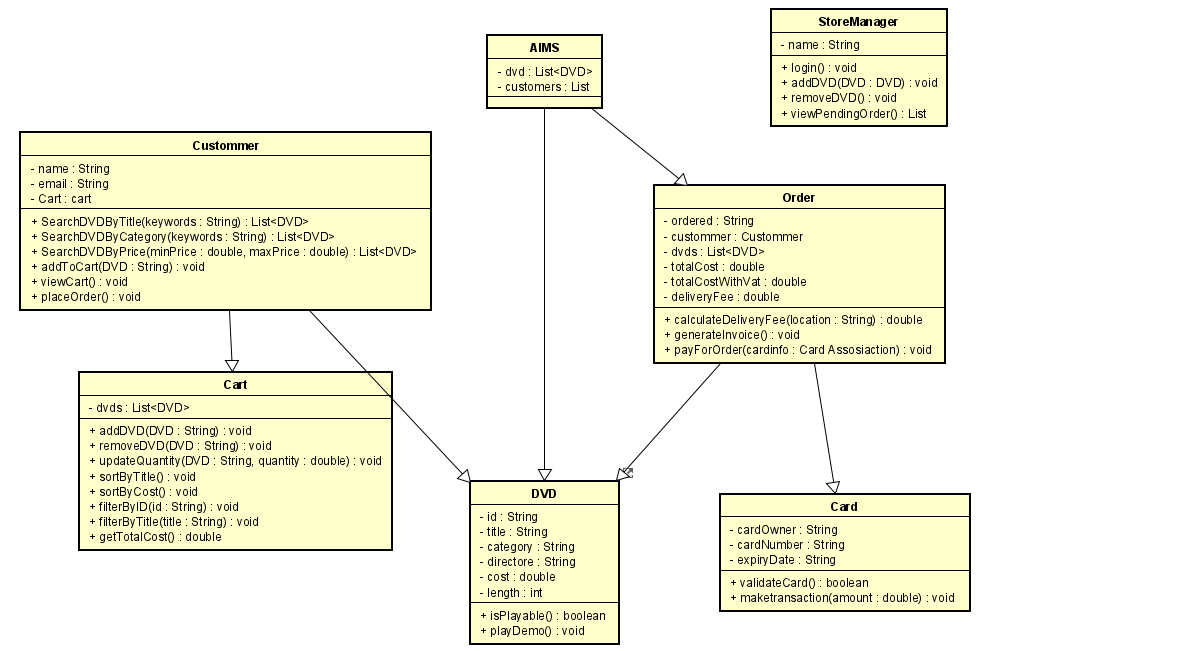 StoreManager
- name : String
+ login() : void
+ addDVD(DVD : DVD) : void
+ removeDVD() : void
+ viewPendingOrder() : List
AIMS
- dvd : List<DVD>
- customers : List
Custommer
- name : String
- email : String
- Cart : cart
+ SearchDVDByTitle(keywords : String) : List<DVD>
+ SearchDVDByCategory(keywords : String) : List<DVD>
+ SearchDVDByPrice(minPrice : double, maxPrice : double) : List<DVD>
+ addToCart(DVD : String) : void
+ viewCart() : void
+ placeOrder() : void
Order
- ordered : String
- custommer : Custommer
- dvds : List<DVD>
- totalCost : double
- totalCostWithVat : double
- deliveryFee : double
+ calculateDeliveryFee(location : String) : double
+ generateInvoice() : void
+ payForOrder(cardinfo : Card Assosiaction) : void
Cart
- dvds : List<DVD>
+ addDVD(DVD : String) : void
+ removeDVD(DVD : String) : void
+ updateQuantity(DVD : String, quantity : double) : void
+ sortByTitle() : void
+ sortByCost() : void
+ filterByID(id : String) : void
+ filterByTitle(title : String) : void
+ getTotalCost() : double
DVD
- id : String
- title : String
- category : String
- directore : String
- cost : double
- length : int
+ isPlayable() : boolean
+ playDemo() : void
Card
- cardOwner : String
- cardNumber : String
- expiryDate : String
+ validateCard() : boolean
+ maketransaction(amount : double) : void